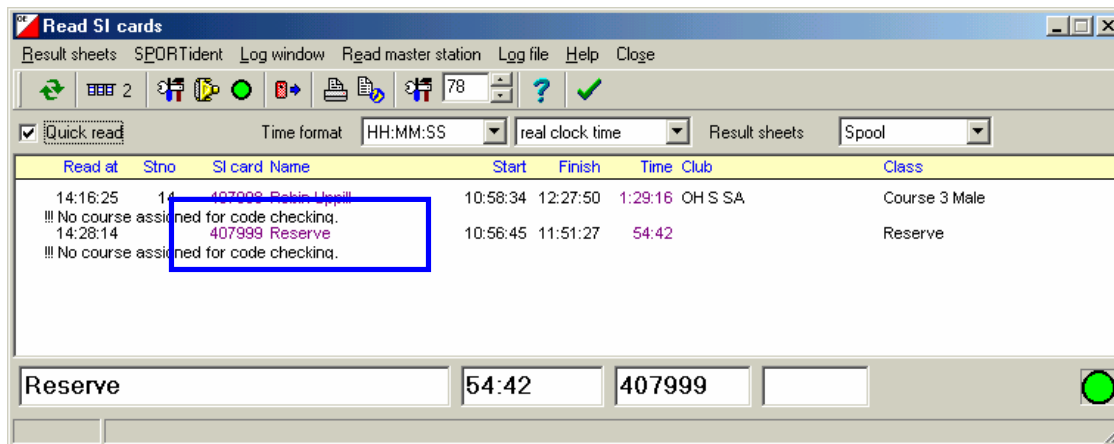 Read SI cards
Result sheets SPORTident Log window Read master station Log file Help Close
2 78 ?
Quick read Time format HH:MM:SS real clock time Result sheets Spool
Read at Stno SI card Name Start Finish Time Club Class
14:16:25 14 407998 Robin Uppill 10:58:34 12:27:50 1:29:16 OH S SA Course 3 Male
!!! No course assigned for code checking.
14:28:14 407999 Reserve 10:56:45 11:51:27 54:42 Reserve
!!! No course assigned for code checking.
Reserve 54:42 407999